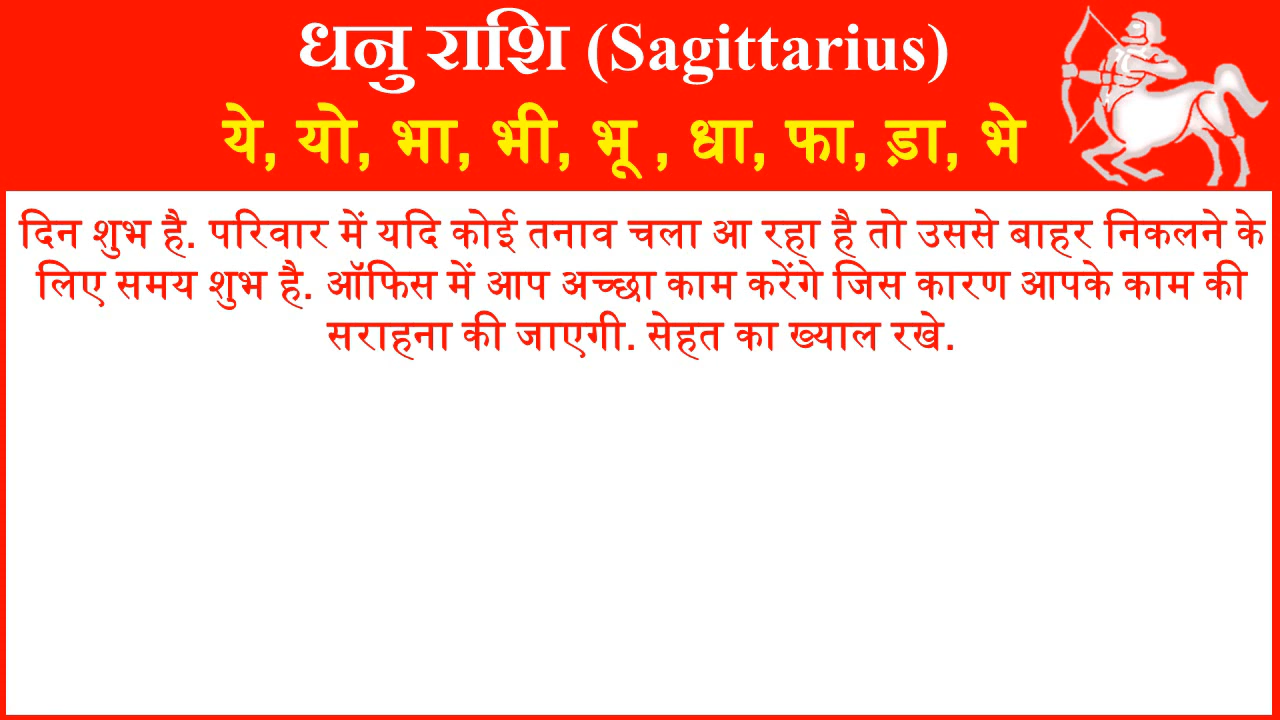 धनु राशि (Sagittarius)
ये, यो, भा, भी, भू , धा, फा, ड़ा, भे
दिन शुभ है. परिवार में यदि कोई तनाव चला आ रहा है तो उससे बाहर निकलने के
लिए समय शुभ है. ऑफिस में आप अच्छा काम करेंगे जिस कारण आपके काम की
सराहना की जाएगी. सेहत का ख्याल रखे.